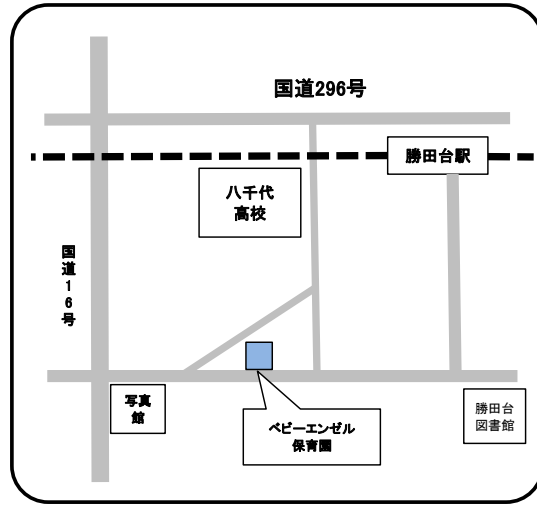 国道296号
勝田台駅
八千代
高校
国道16号
写真
館
ベビーエンゼル
保育園
勝田台
図書館